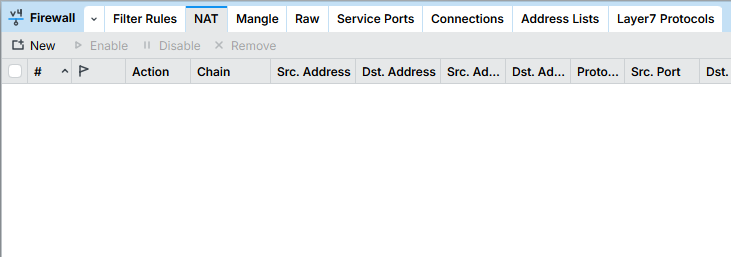 v4 Firewall Filter Rules NAT Mangle Raw Service Ports Connections Address Lists Layer7 Protocols
New Enable Disable Remove
# Action Chain Src. Address Dst. Address Src. Ad... Dst. Ad... Proto... Src. Port Dst.